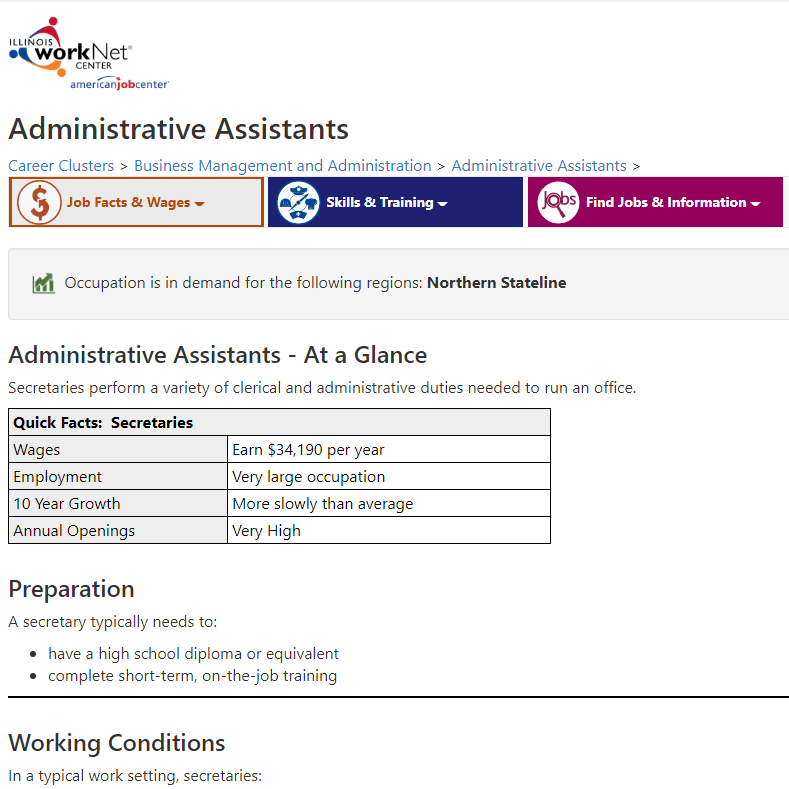 ILLINOIS
workNet®
CENTER
americanjobcenter®
Administrative Assistants
Career Clusters > Business Management and Administration > Administrative Assistants >
$ Job Facts & Wages Skills & Training JOBS Find Jobs & Information
Occupation is in demand for the following regions: Northern Stateline
Administrative Assistants - At a Glance
Secretaries perform a variety of clerical and administrative duties needed to run an office.
Quick Facts: Secretaries
Wages Earn $34,190 per year
Employment Very large occupation
10 Year Growth More slowly than average
Annual Openings Very High
Preparation
A secretary typically needs to:
• have a high school diploma or equivalent
• complete short-term, on-the-job training
Working Conditions
In a typical work setting, secretaries: